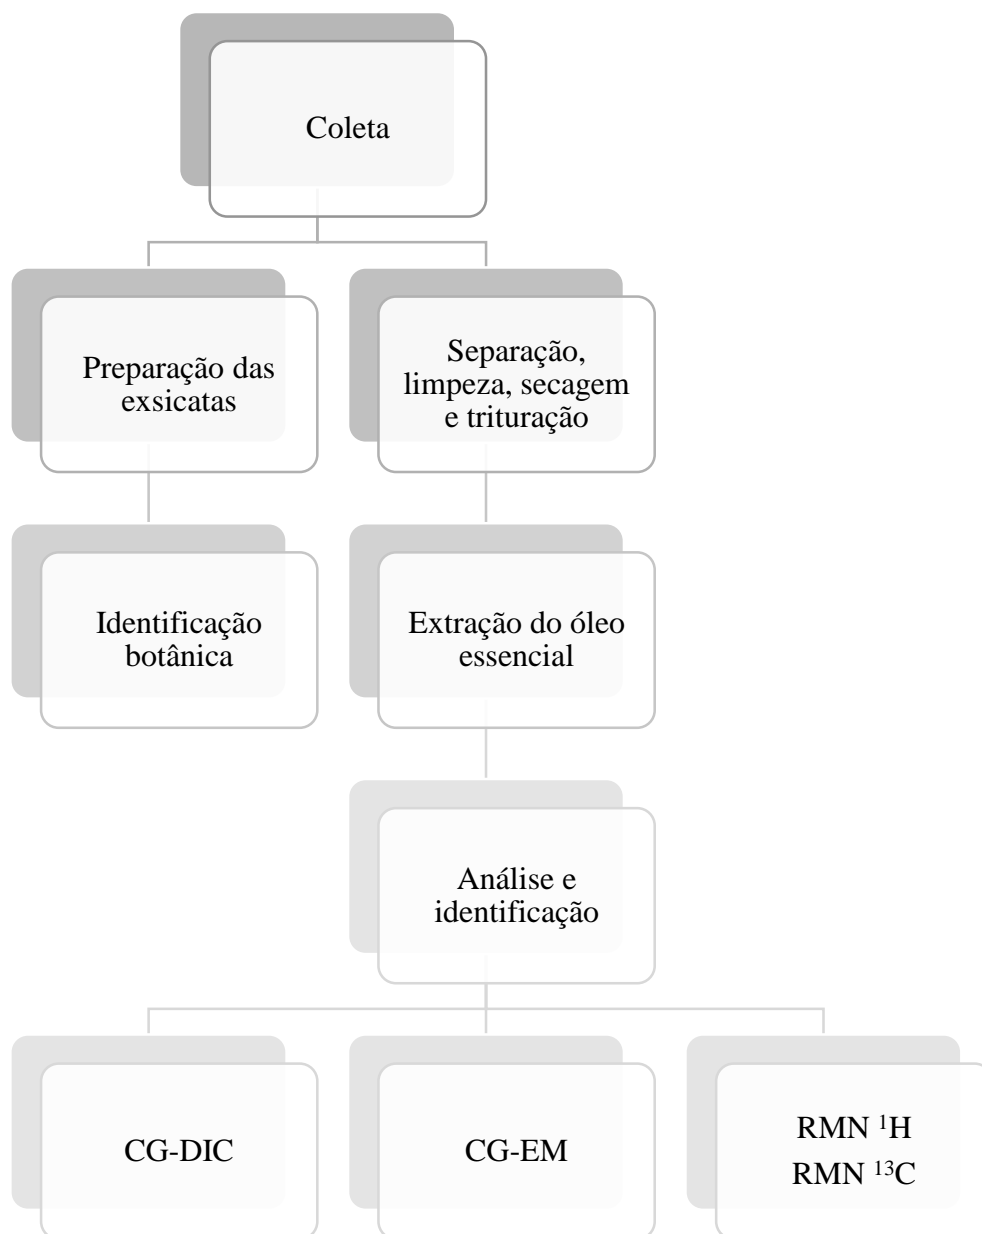 Coleta
Preparação das
exsicatas
Separação,
limpeza, secagem
e trituração
Identificação
botânica
Extração do óleo
essencial
Análise e
identificação
CG-DIC
CG-EM
RMN ¹H
RMN ¹³C